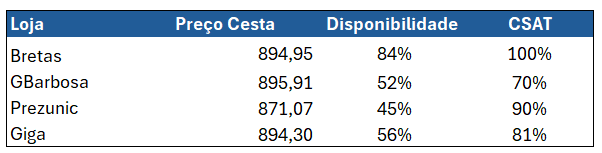 Loja Preço Cesta Disponibilidade CSAT
Bretas 894,95 84% 100%
GBarbosa 895,91 52% 70%
Prezunic 871,07 45% 90%
Giga 894,30 56% 81%